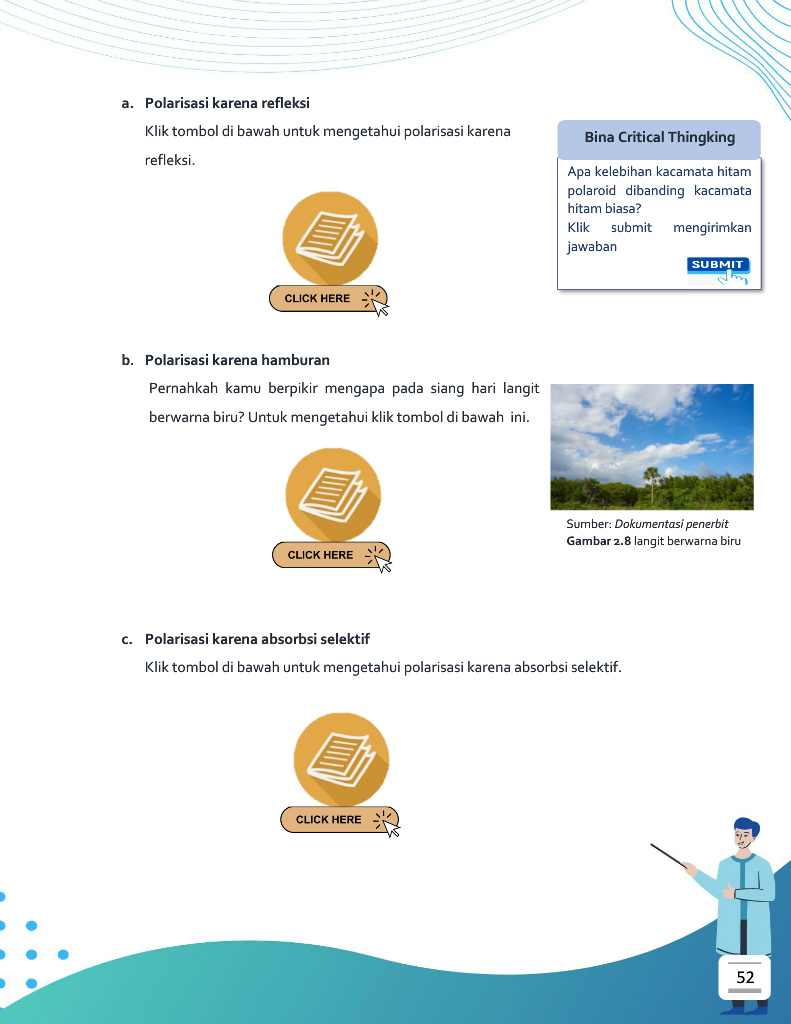 a. Polarisasi karena refleksi
Klik tombol di bawah untuk mengetahui polarisasi karena
refleksi.
CLICK HERE
Bina Critical Thingking
Apa kelebihan kacamata hitam
polaroid dibanding kacamata
hitam biasa?
Klik submit mengirimkan
jawaban
SUBMIT
b. Polarisasi karena hamburan
Pernahkah kamu berpikir mengapa pada siang hari langit
berwarna biru? Untuk mengetahui klik tombol di bawah ini.
CLICK HERE
Sumber: Dokumentasi penerbit
Gambar 2.8 langit berwarna biru
c. Polarisasi karena absorbsi selektif
Klik tombol di bawah untuk mengetahui polarisasi karena absorbsi selektif.
CLICK HERE
52